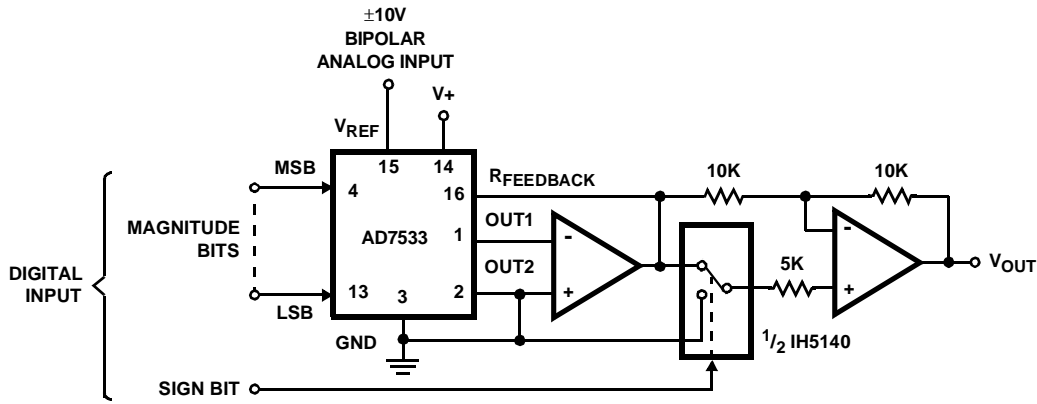 ±10V
BIPOLAR
ANALOG INPUT
V+
VREF
15
14
MSB
4
16
RFEEDBACK
10K
10K
MAGNITUDE
BITS
AD7533
1
OUT1
-
-
DIGITAL
INPUT
OUT2
5K
VOUT
LSB
13
3
2
+
+
GND
1/2 IH5140
SIGN BIT